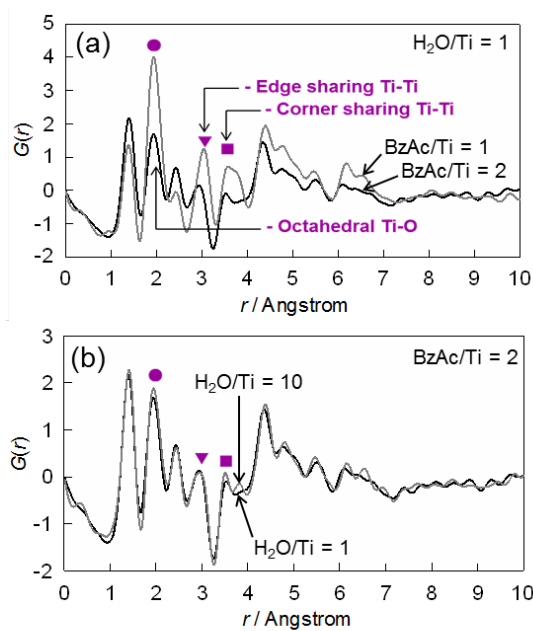 (a)
H₂O/Ti = 1
- Edge sharing Ti-Ti
- Corner sharing Ti-Ti
BzAc/Ti = 1
BzAc/Ti = 2
- Octahedral Ti-O
G(r)
5
4
3
2
1
0
-1
-2
0 1 2 3 4 5 6 7 8 9 10
r / Angstrom
(b)
BzAc/Ti = 2
H₂O/Ti = 10
H₂O/Ti = 1
G(r)
3
2
1
0
-1
-2
0 1 2 3 4 5 6 7 8 9 10
r / Angstrom